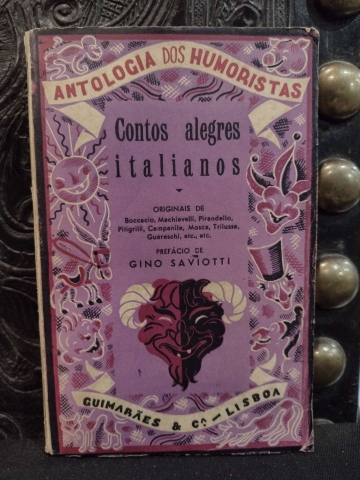 ANTOLOGIA DOS HUMORISTAS
Contos alegres
italianos
ORIGINAIS DE
Boccacio, Machiavelli, Pirandello,
Pitigrilli, Campanile, Mosca, Trilussa,
Guareschi, etc., etc.
PREFÁCIO DE
GINO SAVIOTTI
GUIMARÃES & Cª - LISBOA